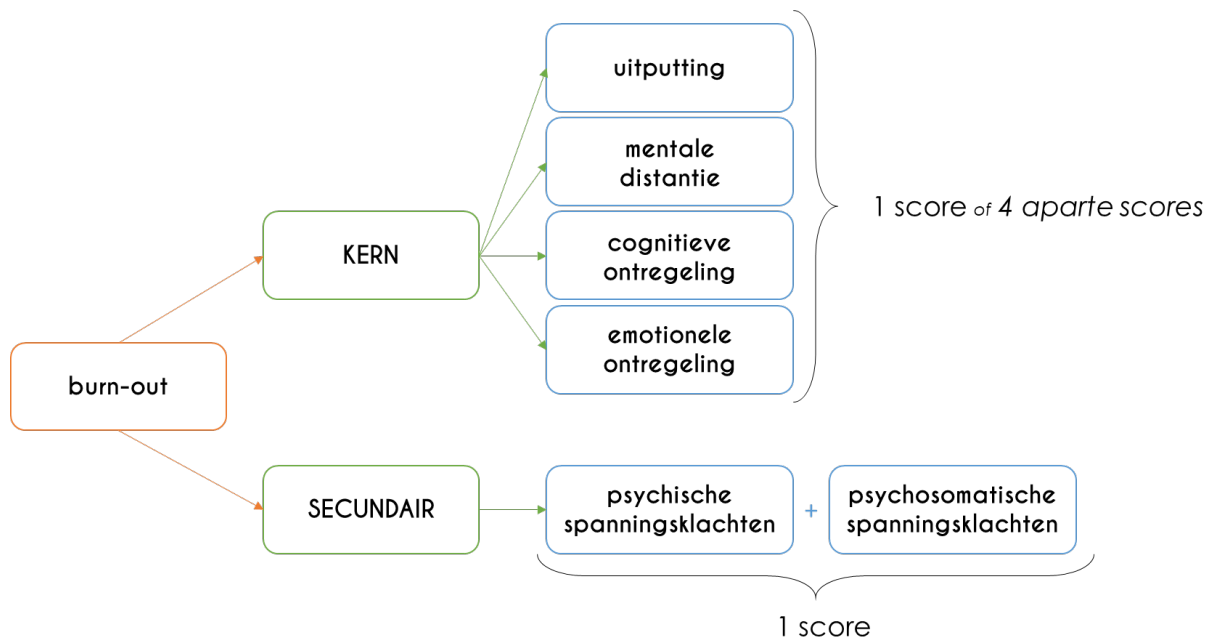 uitputting
mentale
distantie
1 score of 4 aparte scores
KERN
cognitieve
ontregeling
emotionele
ontregeling
burn-out
SECUNDAIR
psychische
spanningsklachten
+
psychosomatische
spanningsklachten
1 score